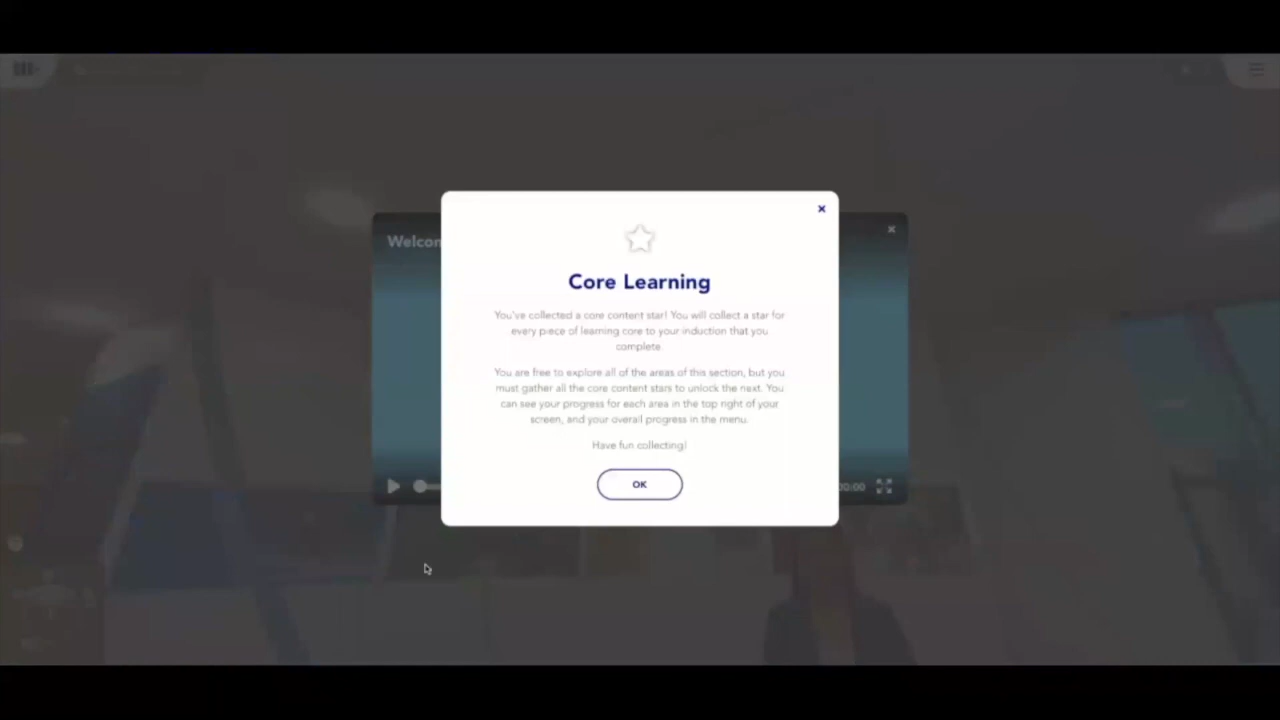 Welcom
Core Learning
You've collected a core content star! You will collect a star for
every piece of learning core to your induction that you
complete.
You are free to explore all of the areas of this section, but you
must gather all the core content stars to unlock the next. You
can see your progress for each area in the top right of your
screen, and your overall progress in the menu.
Have fun collecting!
OK
00:00